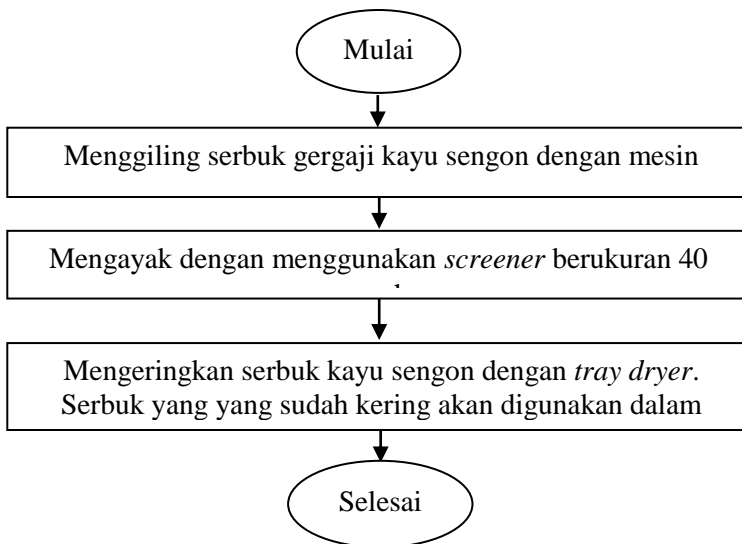 Mulai
Menggiling serbuk gergaji kayu sengon dengan mesin
Mengayak dengan menggunakan screener berukuran 40
Mengeringkan serbuk kayu sengon dengan tray dryer.
Serbuk yang yang sudah kering akan digunakan dalam
Selesai